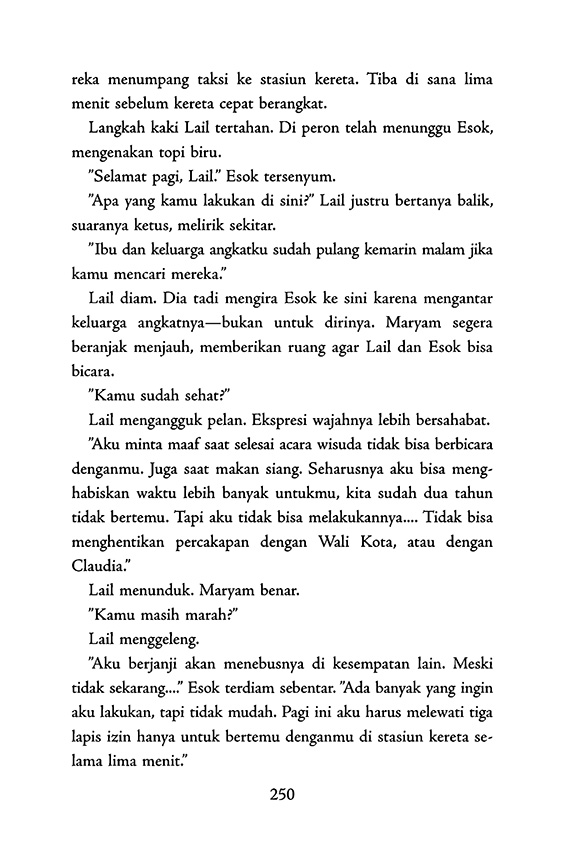 reka menumpang taksi ke stasiun kereta. Tiba di sana lima
menit sebelum kereta cepat berangkat.
Langkah kaki Lail tertahan. Di peron telah menunggu Esok,
mengenakan topi biru.
”Selamat pagi, Lail.” Esok tersenyum.
”Apa yang kamu lakukan di sini?” Lail justru bertanya balik,
suaranya ketus, melirik sekitar.
”Ibu dan keluarga angkatku sudah pulang kemarin malam jika
kamu mencari mereka.”
Lail diam. Dia tadi mengira Esok ke sini karena mengantar
keluarga angkatnya—bukan untuk dirinya. Maryam segera
beranjak menjauh, memberikan ruang agar Lail dan Esok bisa
bicara.
”Kamu sudah sehat?”
Lail mengangguk pelan. Ekspresi wajahnya lebih bersahabat.
”Aku minta maaf saat selesai acara wisuda tidak bisa berbicara
denganmu. Juga saat makan siang. Seharusnya aku bisa meng-
habiskan waktu lebih banyak untukmu, kita sudah dua tahun
tidak bertemu. Tapi aku tidak bisa melakukannya.... Tidak bisa
menghentikan percakapan dengan Wali Kota, atau dengan
Claudia.”
Lail menunduk. Maryam benar.
”Kamu masih marah?”
Lail menggeleng.
”Aku berjanji akan menebusnya di kesempatan lain. Meski
tidak sekarang....” Esok terdiam sebentar. ”Ada banyak yang ingin
aku lakukan, tapi tidak mudah. Pagi ini aku harus melewati tiga
lapis izin hanya untuk bertemu denganmu di stasiun kereta se-
lama lima menit.”
250